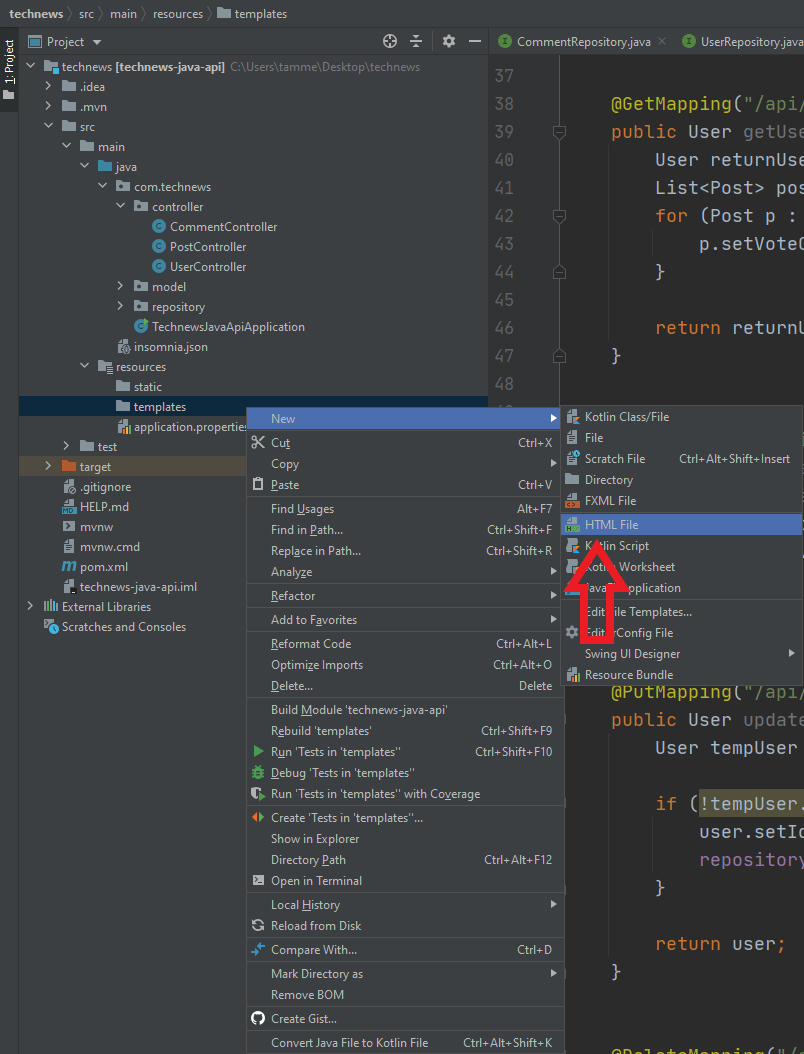 technews src main resources templates
1: Project
Project
CommentRepository.java
UserRepository.java
technews [technews-java-api] C:\Users\tamme\Desktop\technews
.idea
.mvn
src
main
java
com.technews
controller
CommentController
PostController
UserController
model
repository
TechnewsJavaApiApplication
insomnia.json
resources
static
templates
application.properties
test
target
.gitignore
HELP.md
mvnw
mvnw.cmd
pom.xml
technews-java-api.iml
External Libraries
Scratches and Consoles
New
Cut Ctrl+X
Copy
Paste Ctrl+V
Find Usages Alt+F7
Find in Path... Ctrl+Shift+F
Replace in Path... Ctrl+Shift+R
Analyze
Refactor
Add to Favorites
Reformat Code Ctrl+Alt+L
Optimize Imports Ctrl+Alt+O
Delete... Delete
Build Module 'technews-java-api'
Rebuild 'templates' Ctrl+Shift+F9
Run 'Tests in 'templates'' Ctrl+Shift+F10
Debug 'Tests in 'templates''
Run 'Tests in 'templates'' with Coverage
Create 'Tests in 'templates''...
Show in Explorer
Directory Path Ctrl+Alt+F12
Open in Terminal
Local History
Reload from Disk
Compare With... Ctrl+D
Mark Directory as
Remove BOM
Create Gist...
Convert Java File to Kotlin File Ctrl+Alt+Shift+K
Kotlin Class/File
File
Scratch File Ctrl+Alt+Shift+Insert
Directory
FXML File
HTML File
Kotlin Script
Kotlin Worksheet
JavaFXApplication
Edit File Templates...
EditorConfig File
Swing UI Designer
Resource Bundle
37
38 @GetMapping("/api/
39 public User getUse
40 User returnUse
41 List<Post> pos
42 for (Post p :
43 p.setVoteC
44 }
45
46 return returnU
47 }
48
@PutMapping("/api/
public User update
User tempUser
if (!tempUser.
user.setId
repository
}
return user;
}
@DeleteMapping("/